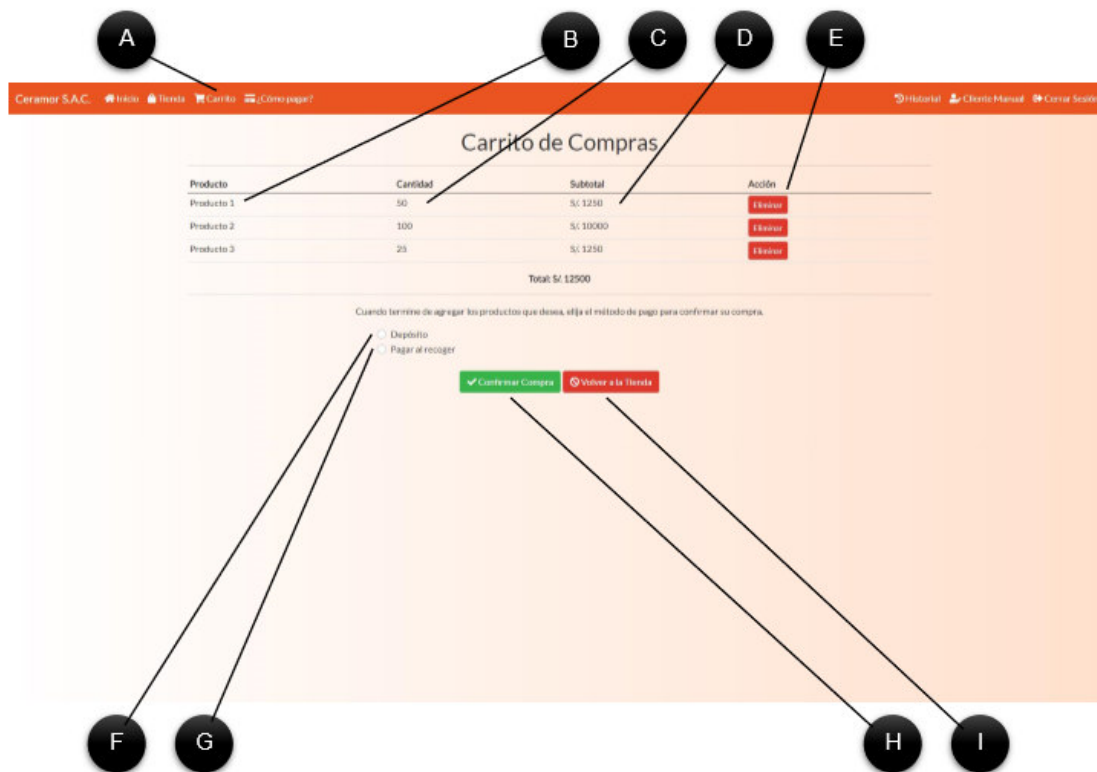 A B C D E
Ceramor S.A.C. Inicio Tienda Carrito ¿Cómo pagar? Historial Cliente Manual Cerrar Sesión
Carrito de Compras
Producto Cantidad Subtotal Acción
Producto 1 50 S/. 1250 Eliminar
Producto 2 100 S/. 10000 Eliminar
Producto 3 25 S/. 1250 Eliminar
Total: S/. 12500
Cuando termine de agregar los productos que desea, elija el método de pago para confirmar su compra.
Depósito
Pagar al recoger
Confirmar Compra Volver a la Tienda
F G H I